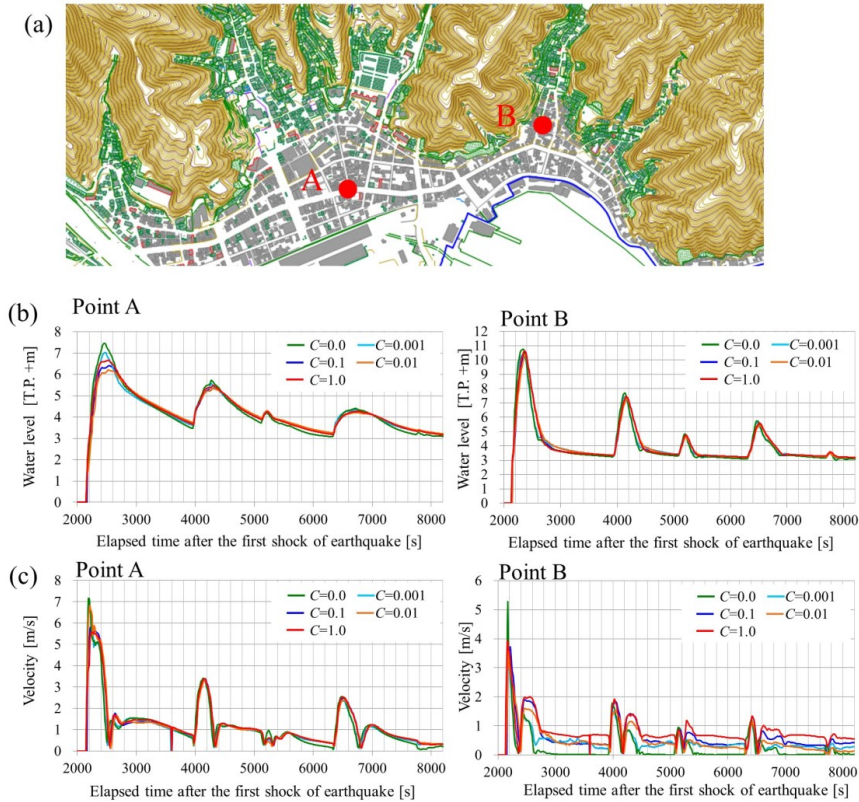 (a)
A
B
(b)
Point A
Water level [T.P. +m]
8
7
6
5
4
3
2
1
0
C=0.0
C=0.001
C=0.1
C=0.01
C=1.0
2000 3000 4000 5000 6000 7000 8000
Elapsed time after the first shock of earthquake [s]
Point B
Water level [T.P. +m]
12
11
10
9
8
7
6
5
4
3
2
1
0
C=0.0
C=0.001
C=0.1
C=0.01
C=1.0
2000 3000 4000 5000 6000 7000 8000
Elapsed time after the first shock of earthquake [s]
(c)
Point A
Velocity [m/s]
8
7
6
5
4
3
2
1
0
C=0.0
C=0.001
C=0.1
C=0.01
C=1.0
2000 3000 4000 5000 6000 7000 8000
Elapsed time after the first shock of earthquake [s]
Point B
Velocity [m/s]
6
5
4
3
2
1
0
C=0.0
C=0.001
C=0.1
C=0.01
C=1.0
2000 3000 4000 5000 6000 7000 8000
Elapsed time after the first shock of earthquake [s]